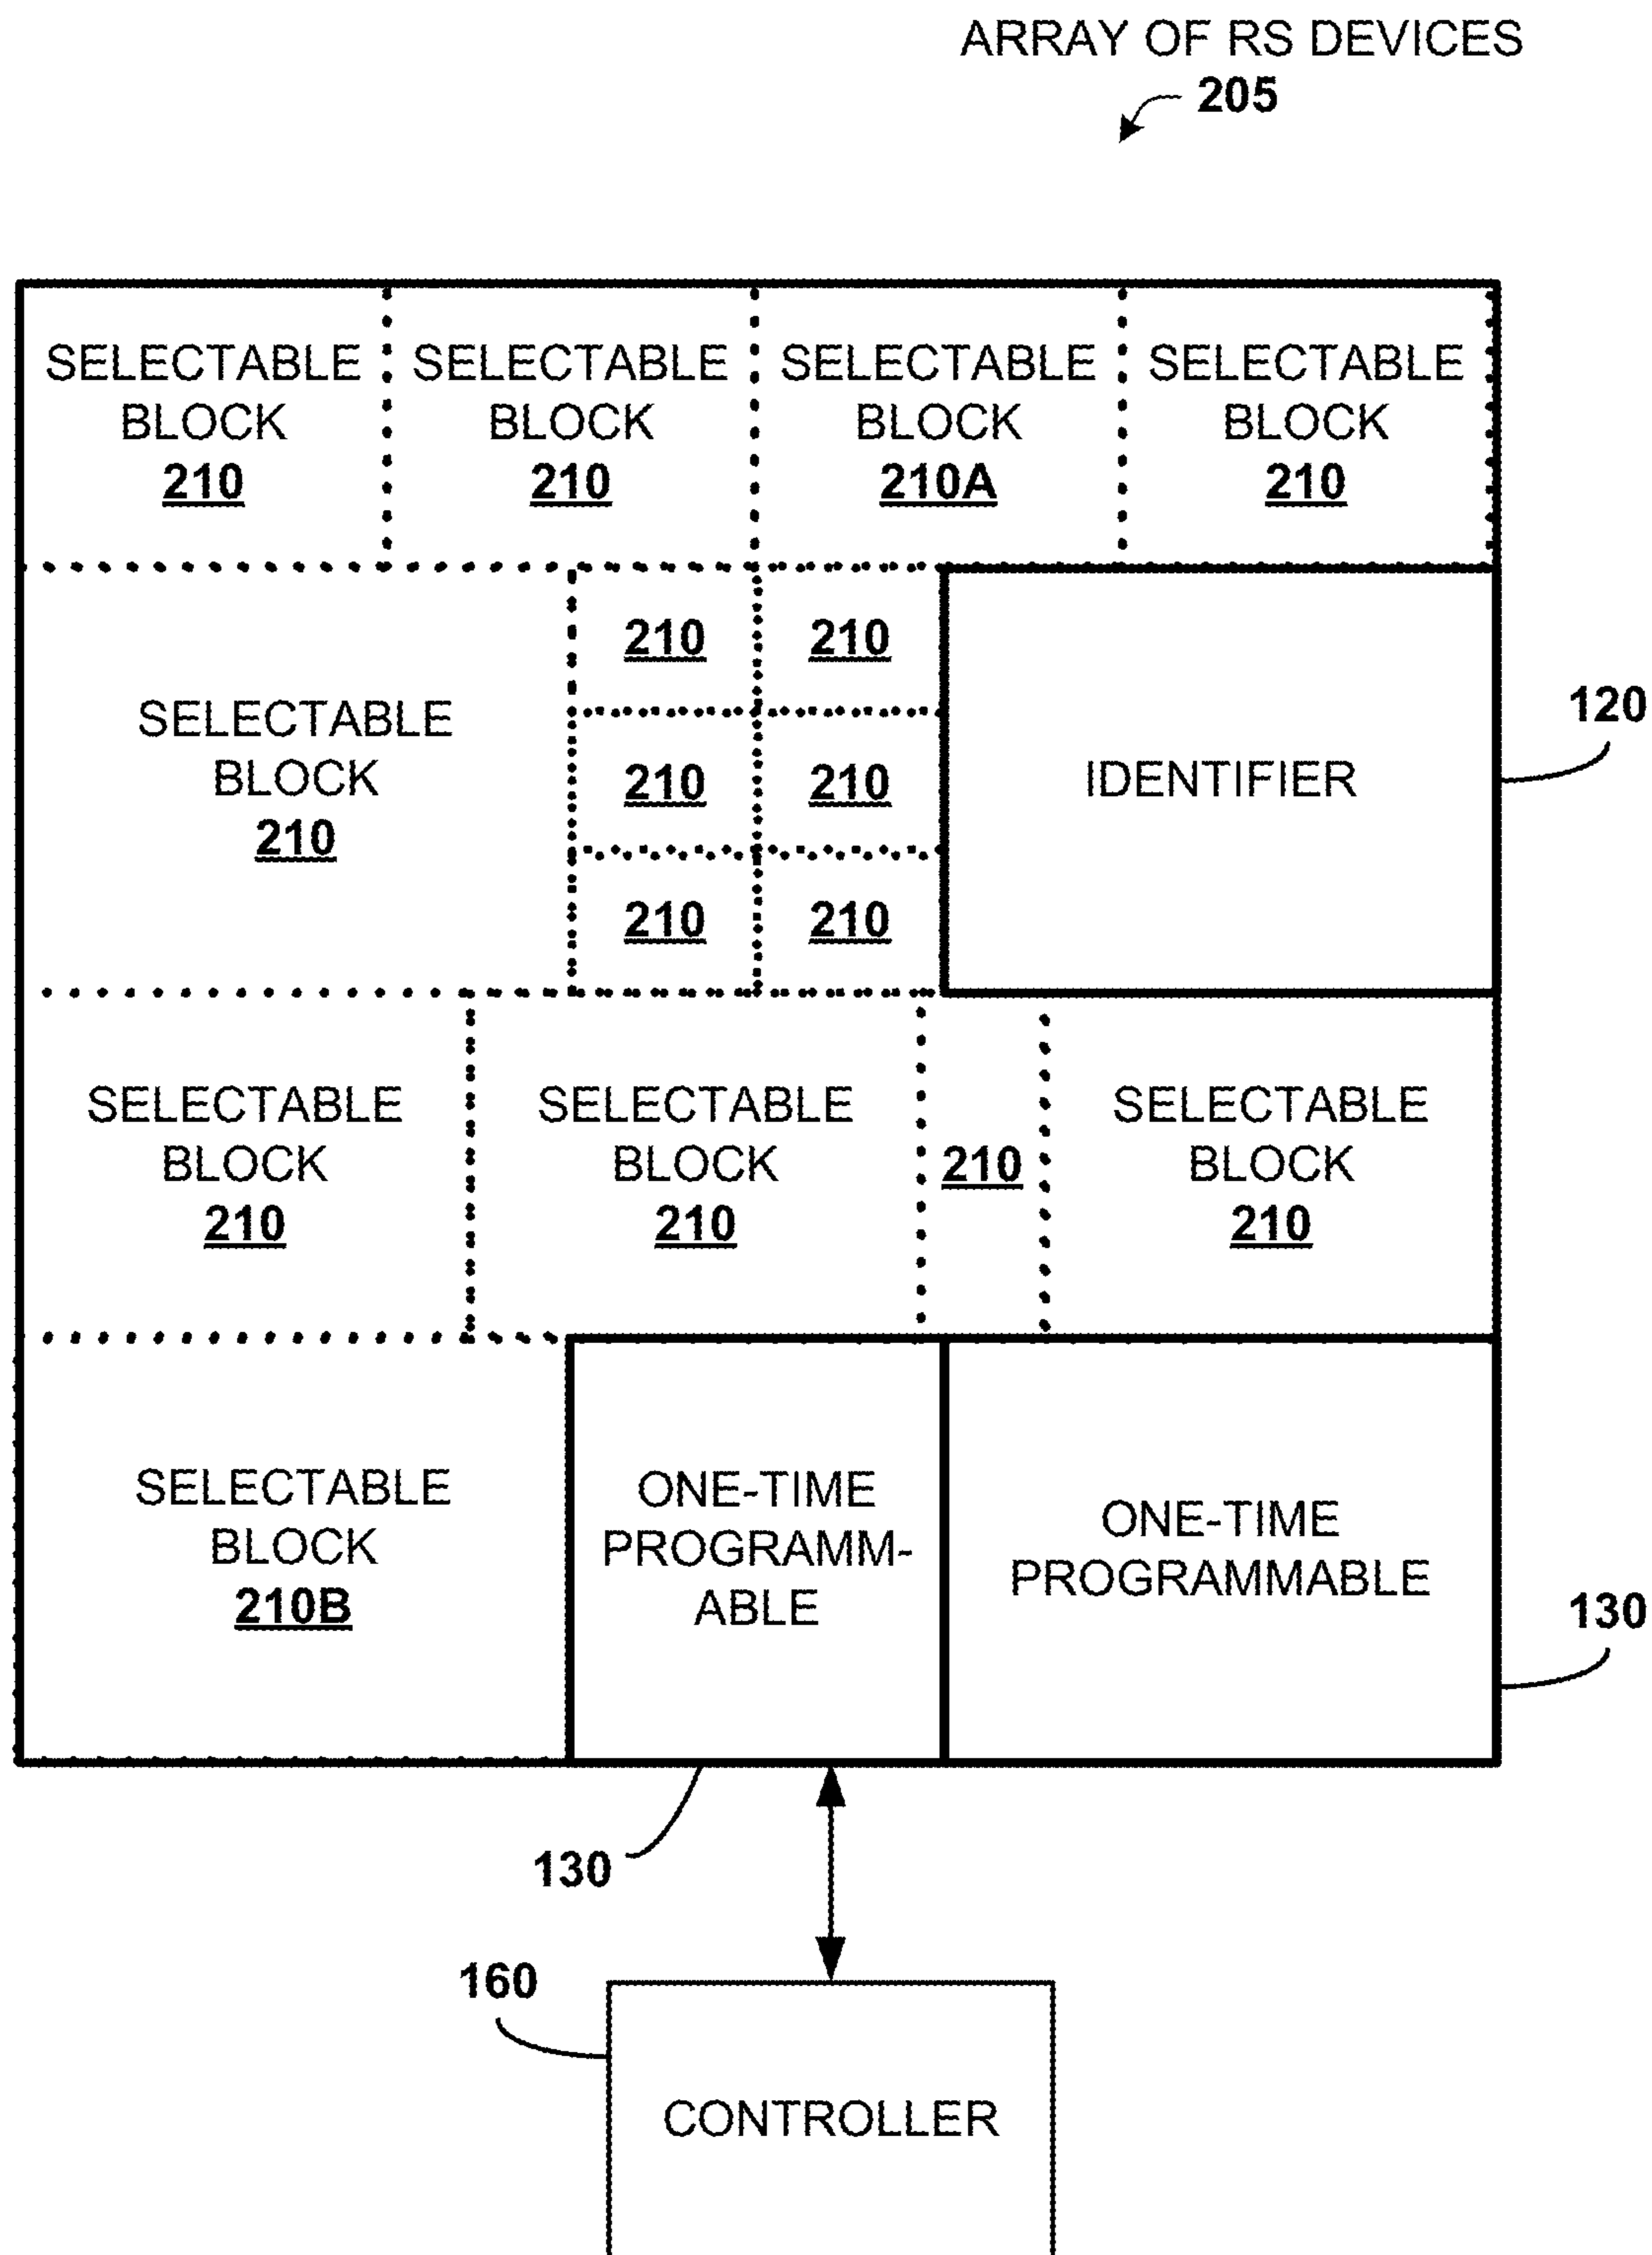 ARRAY OF RS DEVICES
205
SELECTABLE
BLOCK
210
SELECTABLE
BLOCK
210
SELECTABLE
BLOCK
210A
SELECTABLE
BLOCK
210
SELECTABLE
BLOCK
210
210
210
210
210
210
210
IDENTIFIER
120
SELECTABLE
BLOCK
210
SELECTABLE
BLOCK
210
210
SELECTABLE
BLOCK
210
SELECTABLE
BLOCK
210B
ONE-TIME
PROGRAMM-
ABLE
ONE-TIME
PROGRAMMABLE
130
130
160
CONTROLLER